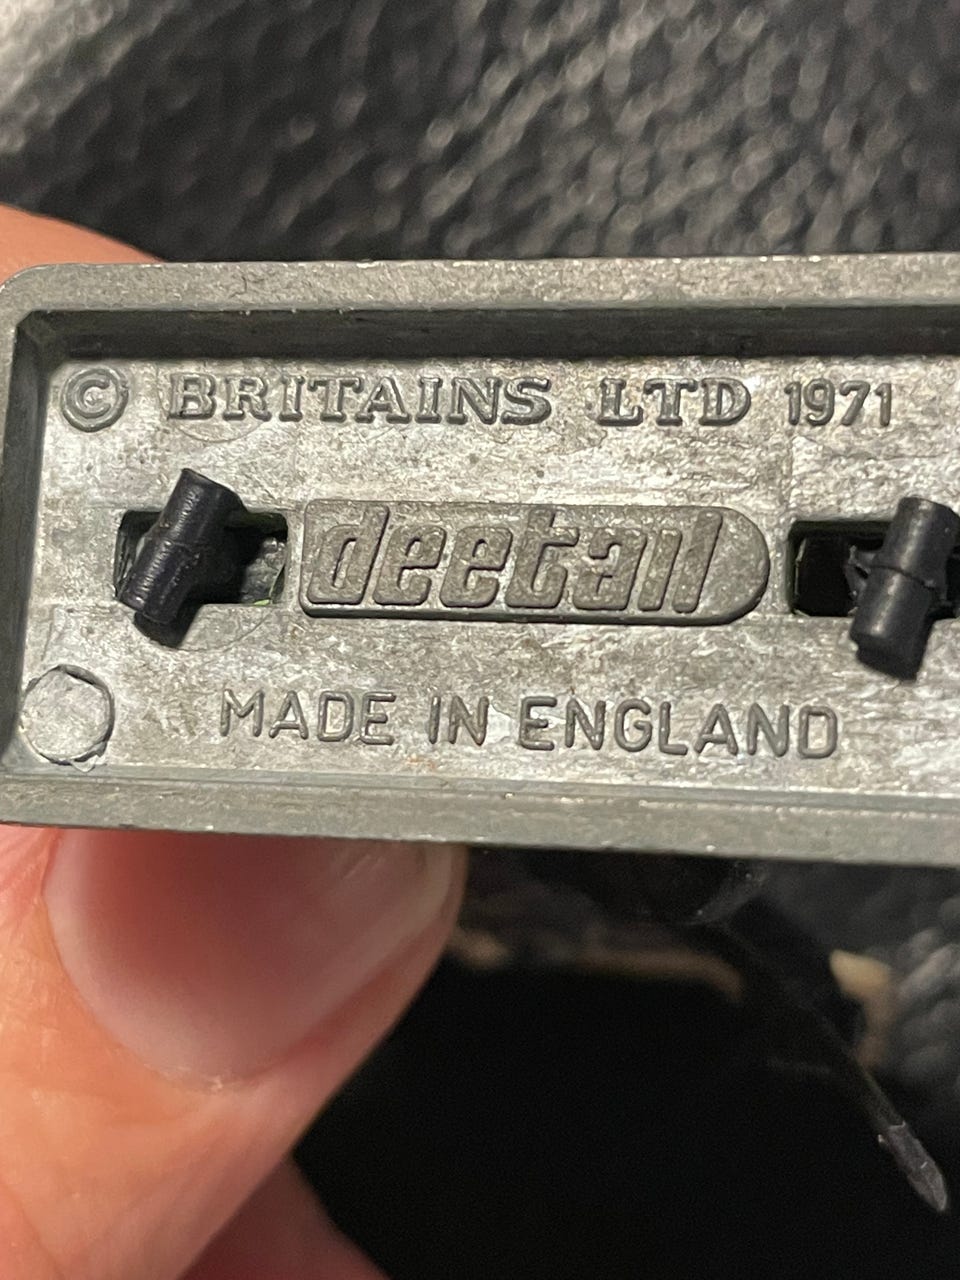 © BRITAINS LTD 1971
deetail
MADE IN ENGLAND